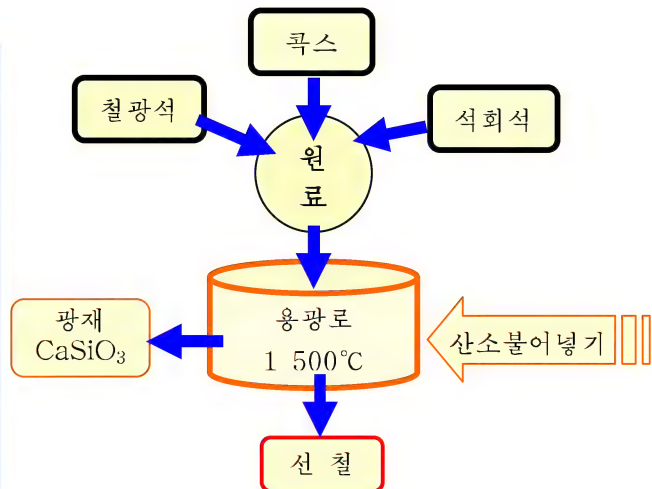 콕스
철광석
석회석
원
료
용광로
1 500℃
광재
CaSiO₃
산소불어넣기
선 철